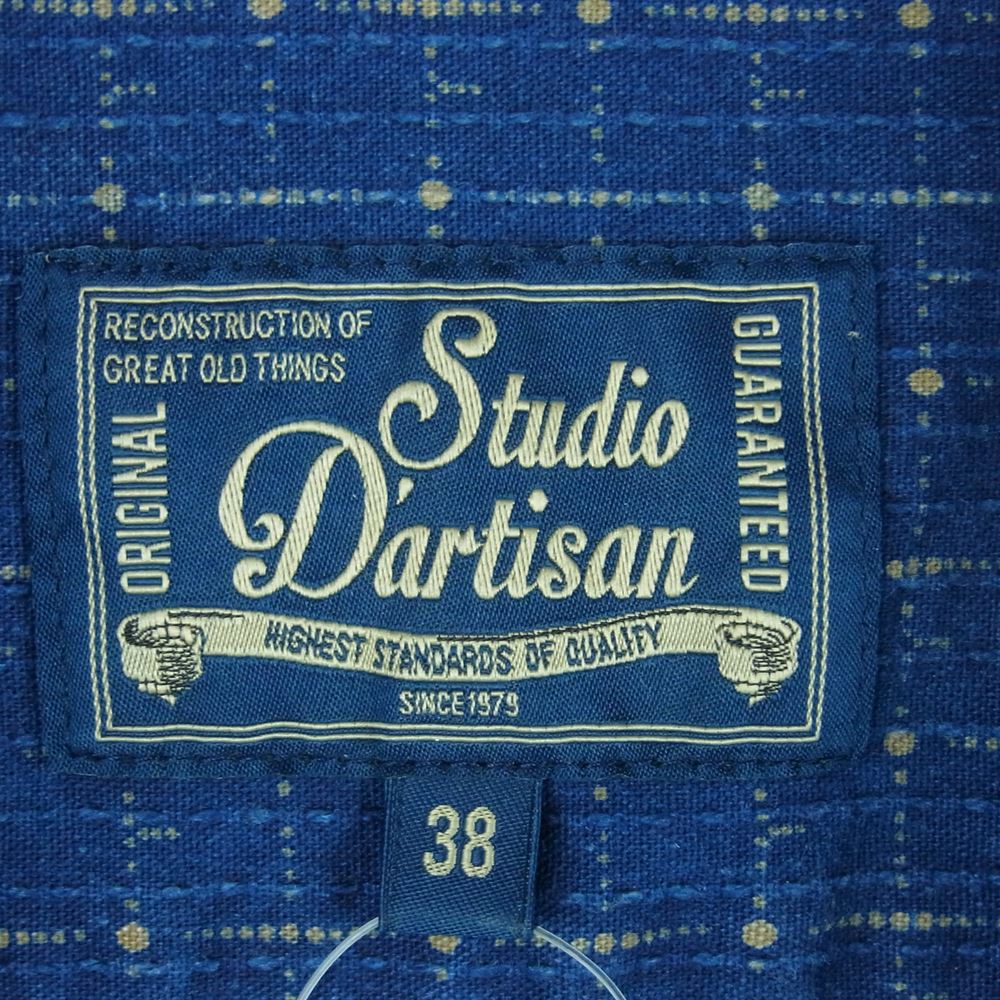 RECONSTRUCTION OF
GREAT OLD THINGS
ORIGINAL
Studio
D'artisan
GUARANTEED
HIGHEST STANDARDS OF QUALITY
SINCE 1979
38